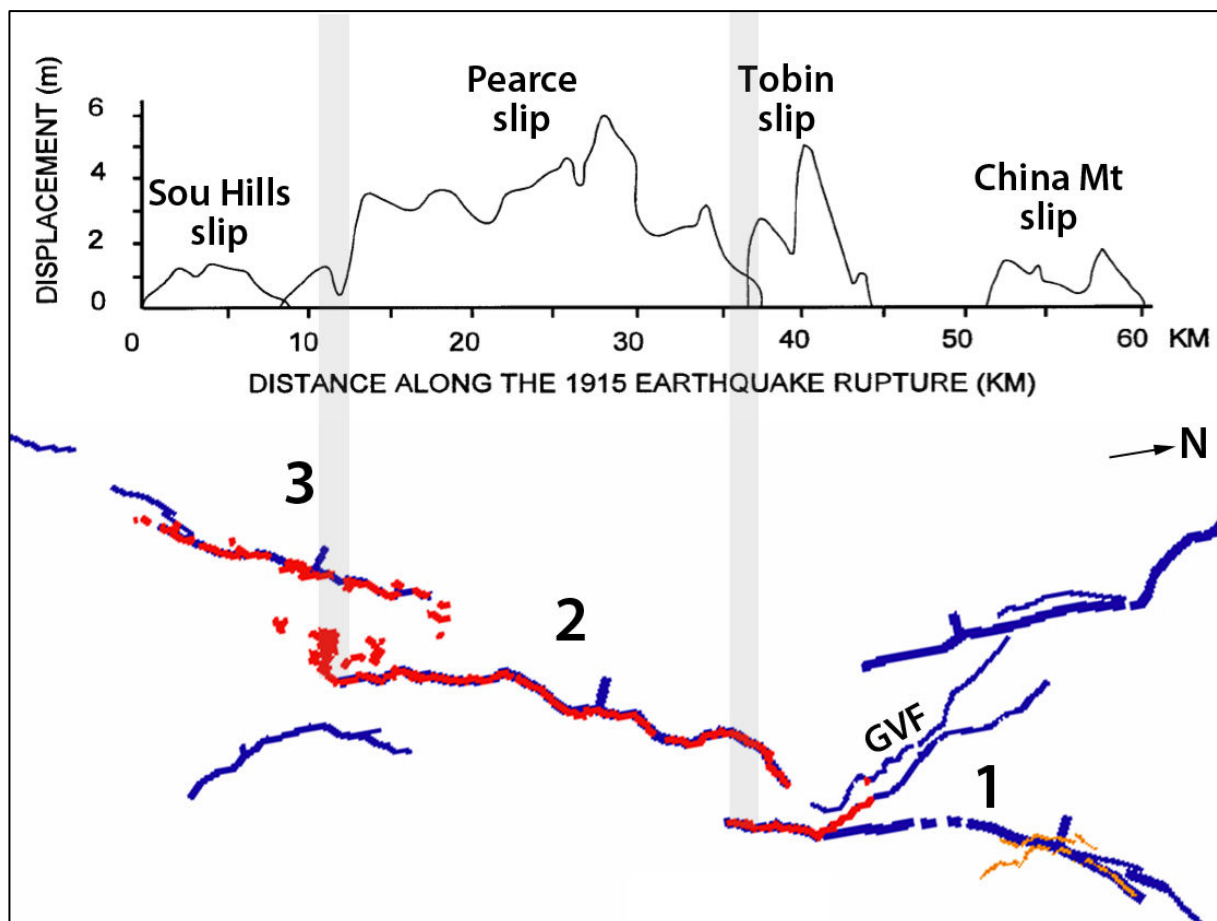 Pearce
slip
Tobin
slip
Sou Hills
slip
China Mt
slip
DISPLACEMENT (m)
6
4
2
0
0 10 20 30 40 50 60 KM
DISTANCE ALONG THE 1915 EARTHQUAKE RUPTURE (KM)
N
3
2
GVF
1